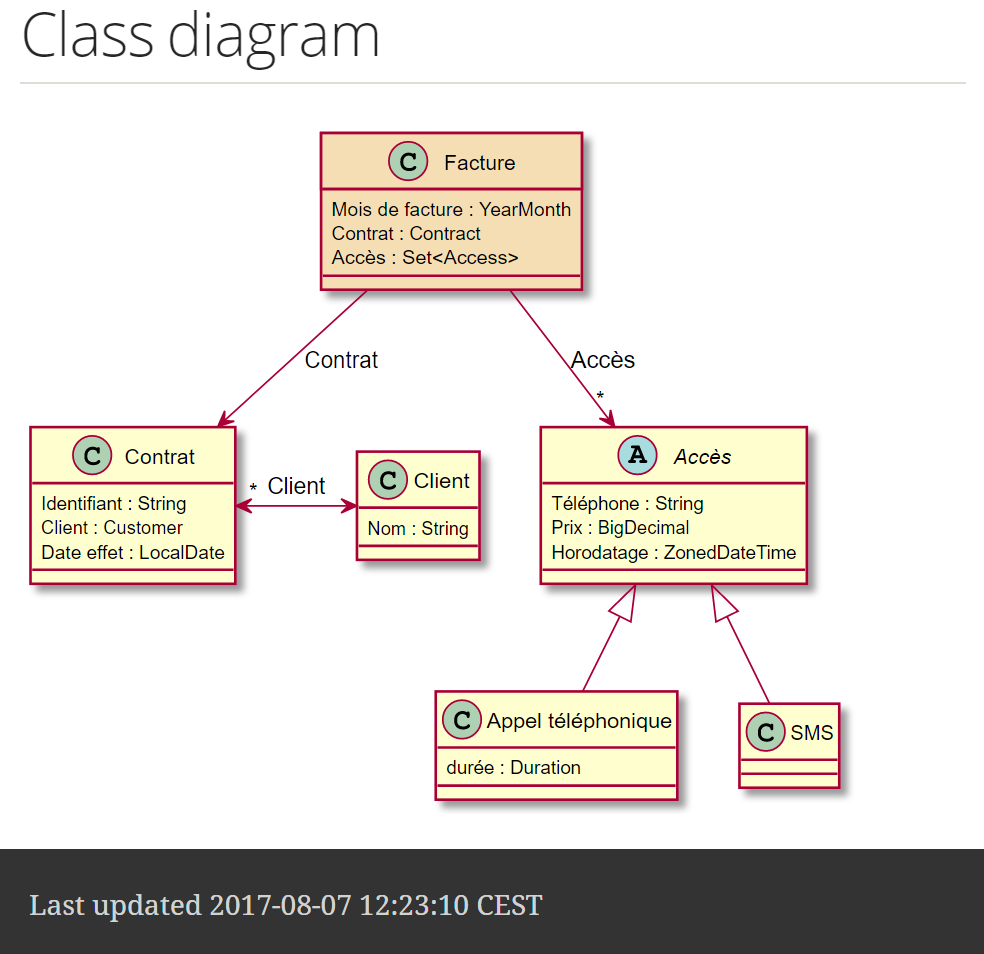 Class diagram
C Facture
Mois de facture : YearMonth
Contrat : Contract
Accès : Set<Access>
Contrat
Accès
*
C Contrat
Identifiant : String
Client : Customer
Date effet : LocalDate
* Client
C Client
Nom : String
A Accès
Téléphone : String
Prix : BigDecimal
Horodatage : ZonedDateTime
C Appel téléphonique
durée : Duration
C SMS
Last updated 2017-08-07 12:23:10 CEST